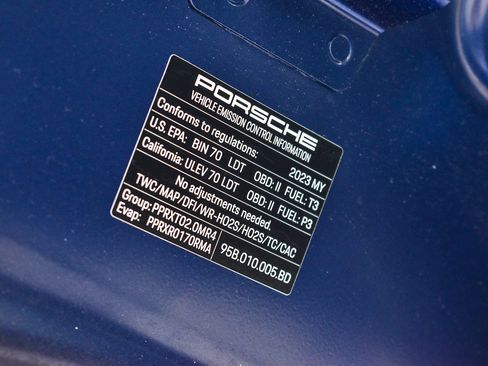 PORSCHE
VEHICLE EMISSION CONTROL INFORMATION
Conforms to regulations: 2023 MY
U.S. EPA: BIN 70 LDT OBD: II FUEL: T3
California: ULEV 70 LDT OBD: II FUEL: P3
No adjustments needed.
TWC/MAP/DFI/WR-HO2S/HO2S/TC/CAC
Group: PPRXT02.0MR4
Evap: PPRXR0170RMA
95B.010.005.BD